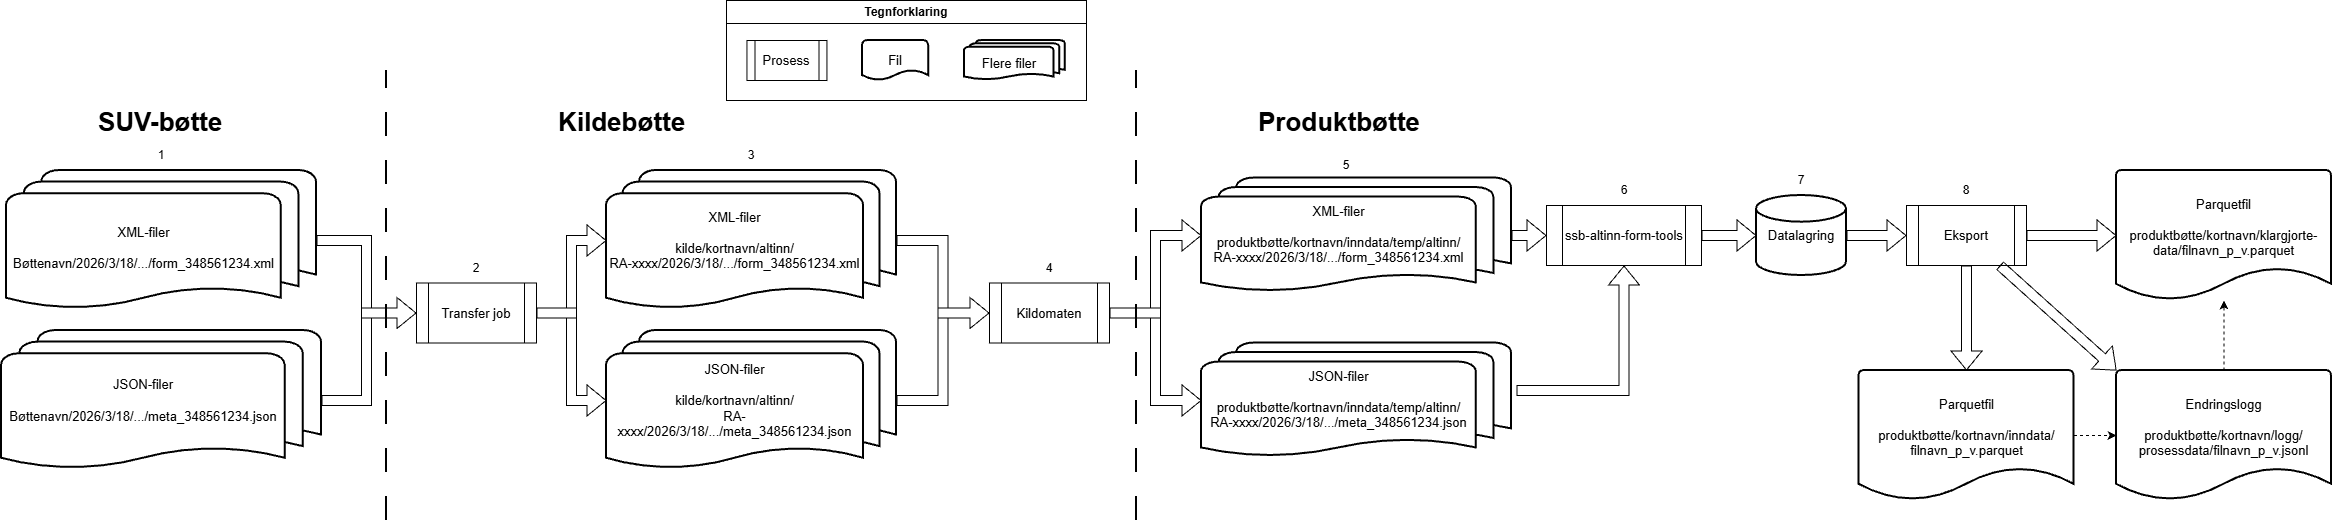 Tegnforklaring
Prosess
Fil
Flere filer
SUV-bøtte
Kildebøtte
Produktbøtte
1
XML-filer
Bøttenavn/2026/3/18/.../form_348561234.xml
JSON-filer
Bøttenavn/2026/3/18/.../meta_348561234.json
2
Transfer job
3
XML-filer
kilde/kortnavn/altinn/
RA-xxxx/2026/3/18/.../form_348561234.xml
JSON-filer
kilde/kortnavn/altinn/
RA-
xxxx/2026/3/18/.../meta_348561234.json
4
Kildomaten
5
XML-filer
produktbøtte/kortnavn/inndata/temp/altinn/
RA-xxxx/2026/3/18/.../form_348561234.xml
JSON-filer
produktbøtte/kortnavn/inndata/temp/altinn/
RA-xxxx/2026/3/18/.../meta_348561234.json
6
ssb-altinn-form-tools
7
Datalagring
8
Eksport
Parquetfil
produktbøtte/kortnavn/klargjorte-
data/filnavn_p_v.parquet
Parquetfil
produktbøtte/kortnavn/inndata/
filnavn_p_v.parquet
Endringslogg
produktbøtte/kortnavn/logg/
prosessdata/filnavn_p_v.jsonl